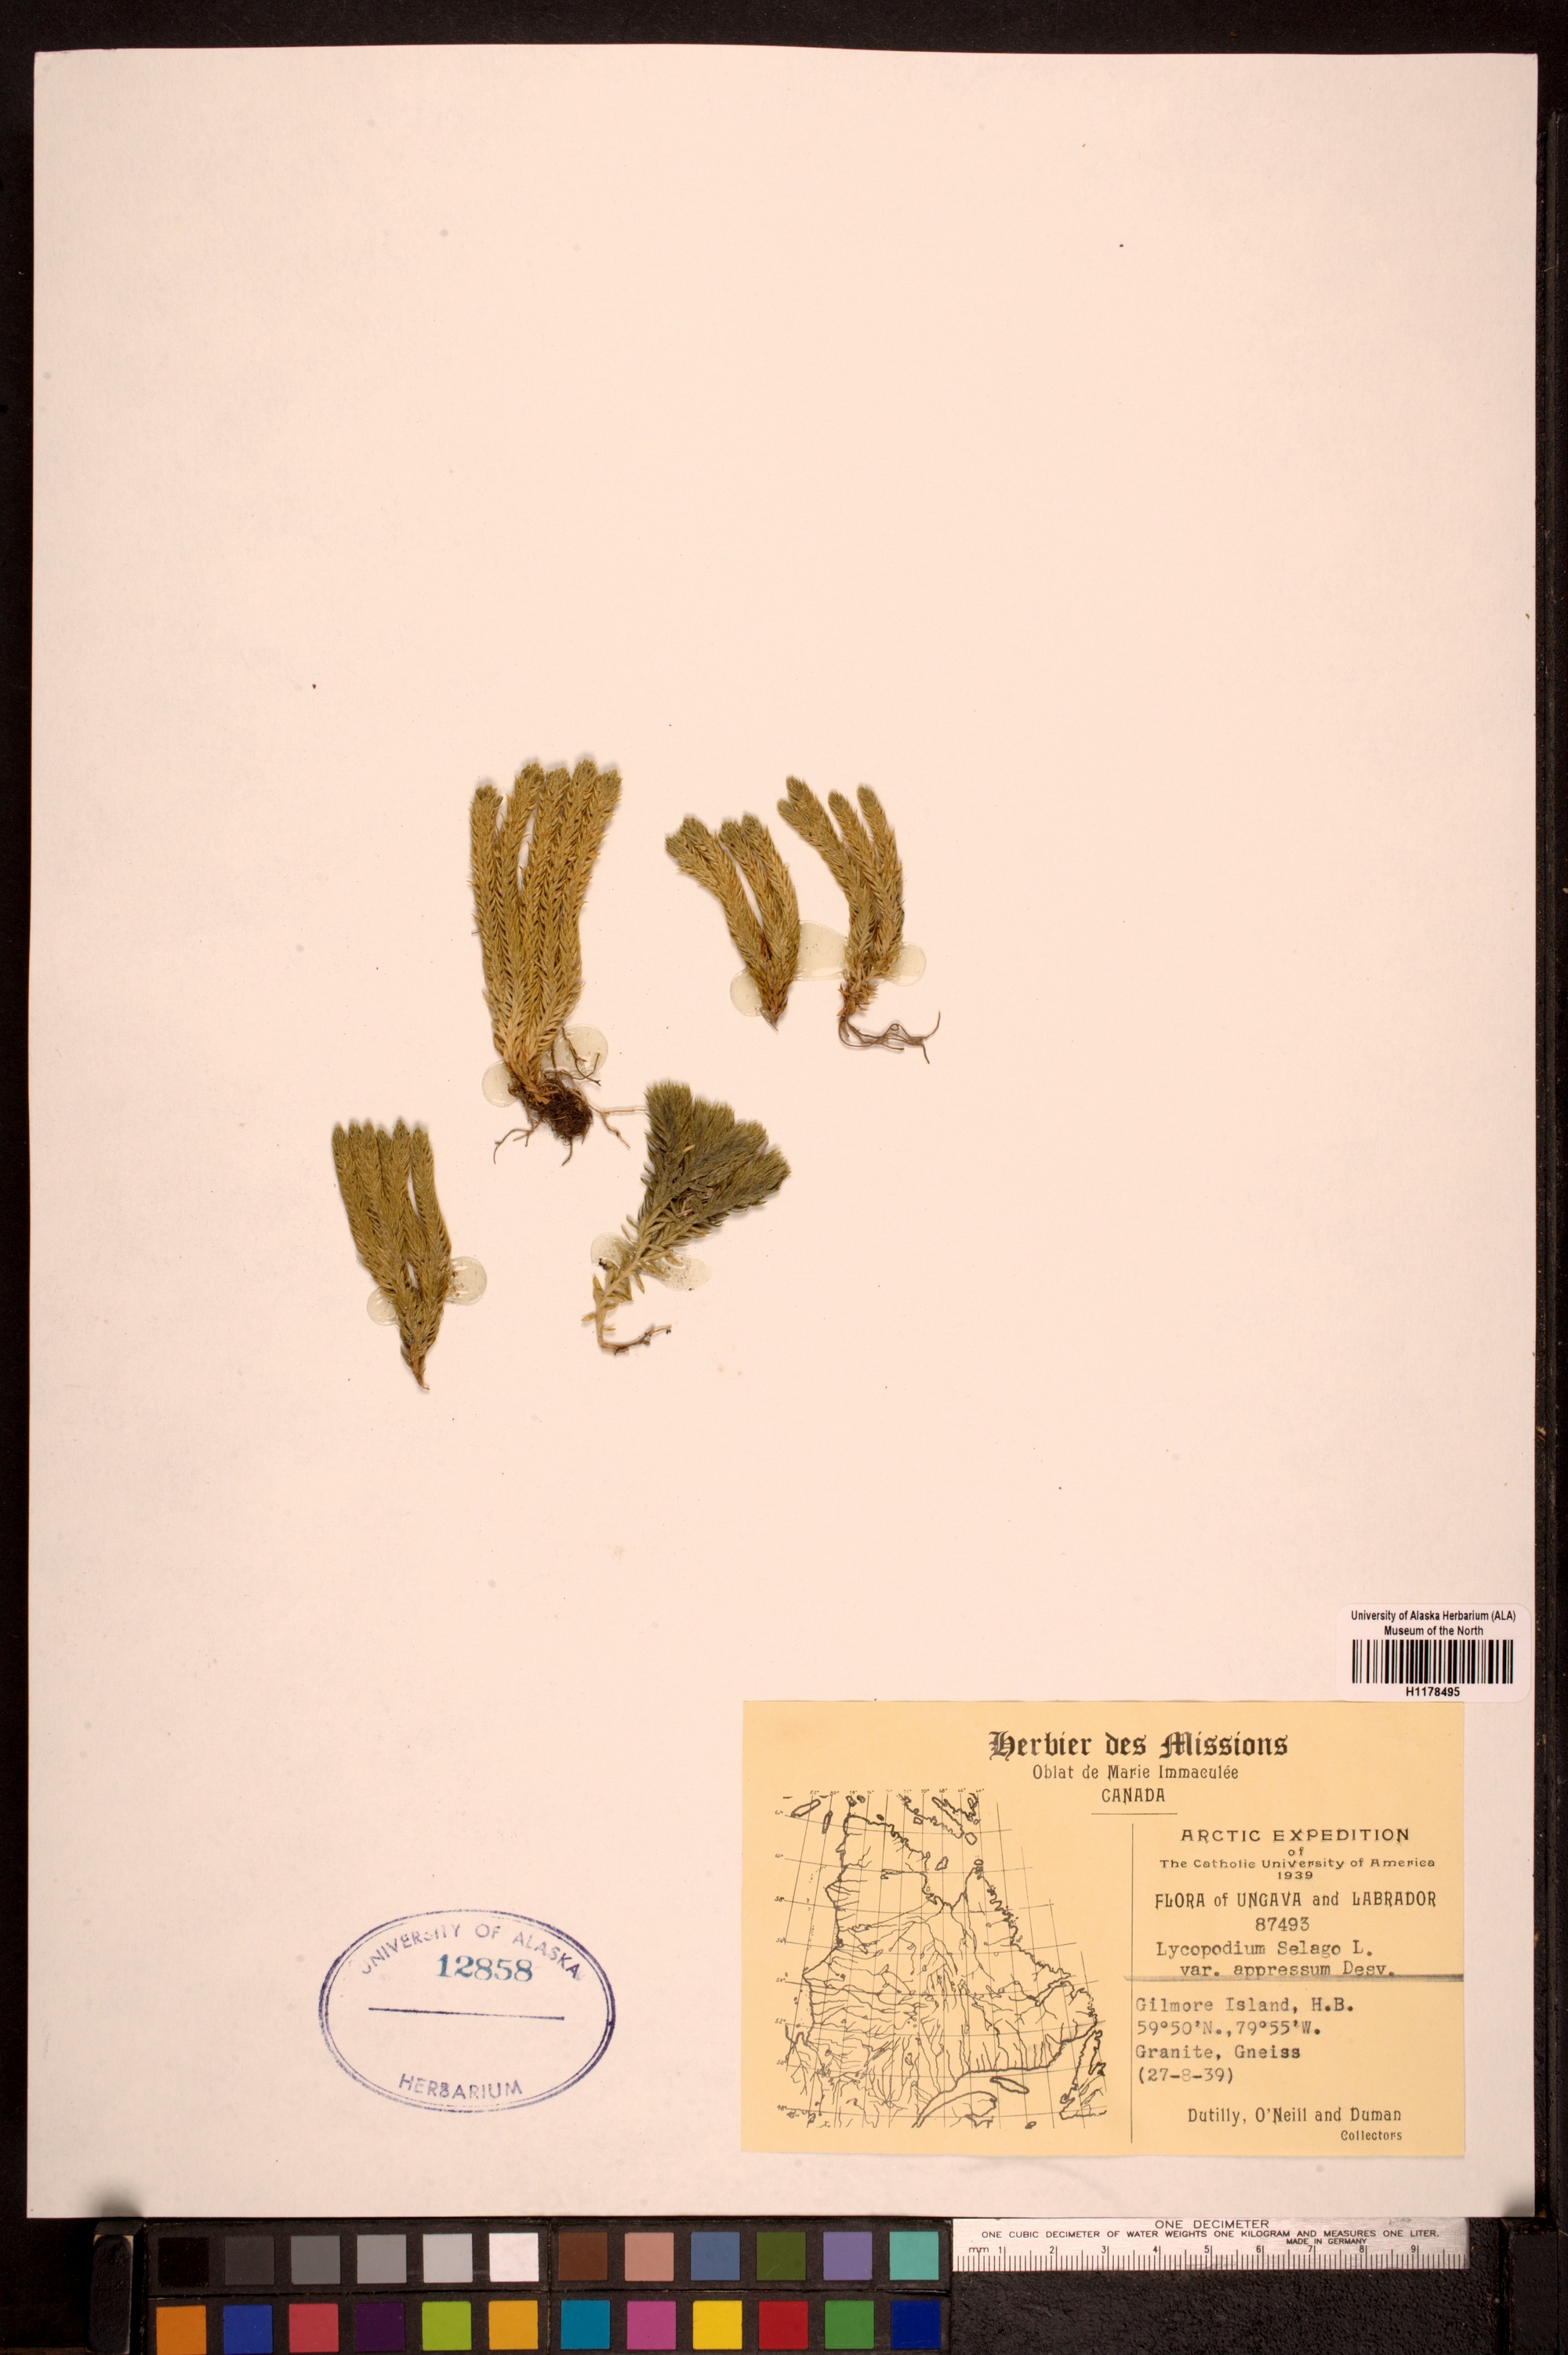 University of Alaska Herbarium (ALA)
Museum of the North
H1178495
Herbier des Missions
Oblat de Marie Immaculée
CANADA
ARCTIC EXPEDITION
of
The Catholic University of America
1939
FLORA of UNGAVA and LABRADOR
87493
Lycopodium Selago L.
var. appressum Desv.
Gilmore Island, H.B.
59°50'N.,79°55'W.
Granite, Gneiss
(27-8-39)
Dutilly, O'Neill and Duman
Collectors
UNIVERSITY OF ALASKA
12858
HERBARIUM
ONE DECIMETER
ONE CUBIC DECIMETER OF WATER WEIGHTS ONE KILOGRAM AND MEASURES ONE LITER.
MADE IN GERMANY
mm 1 2 3 4 5 6 7 8 9